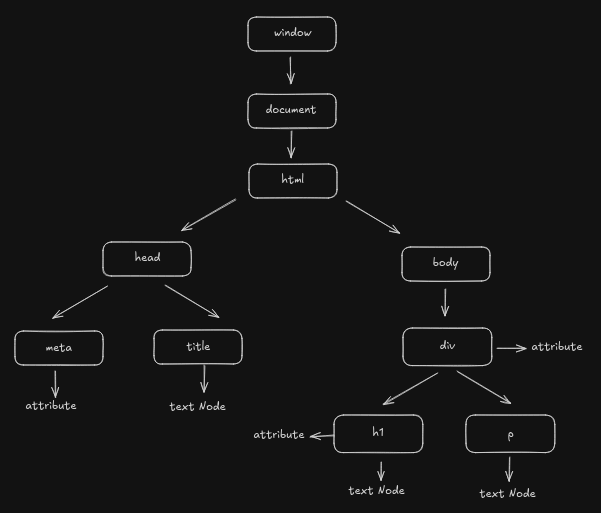 window
document
html
head
body
meta
title
div
attribute
attribute
text Node
attribute
h1
p
text Node
text Node